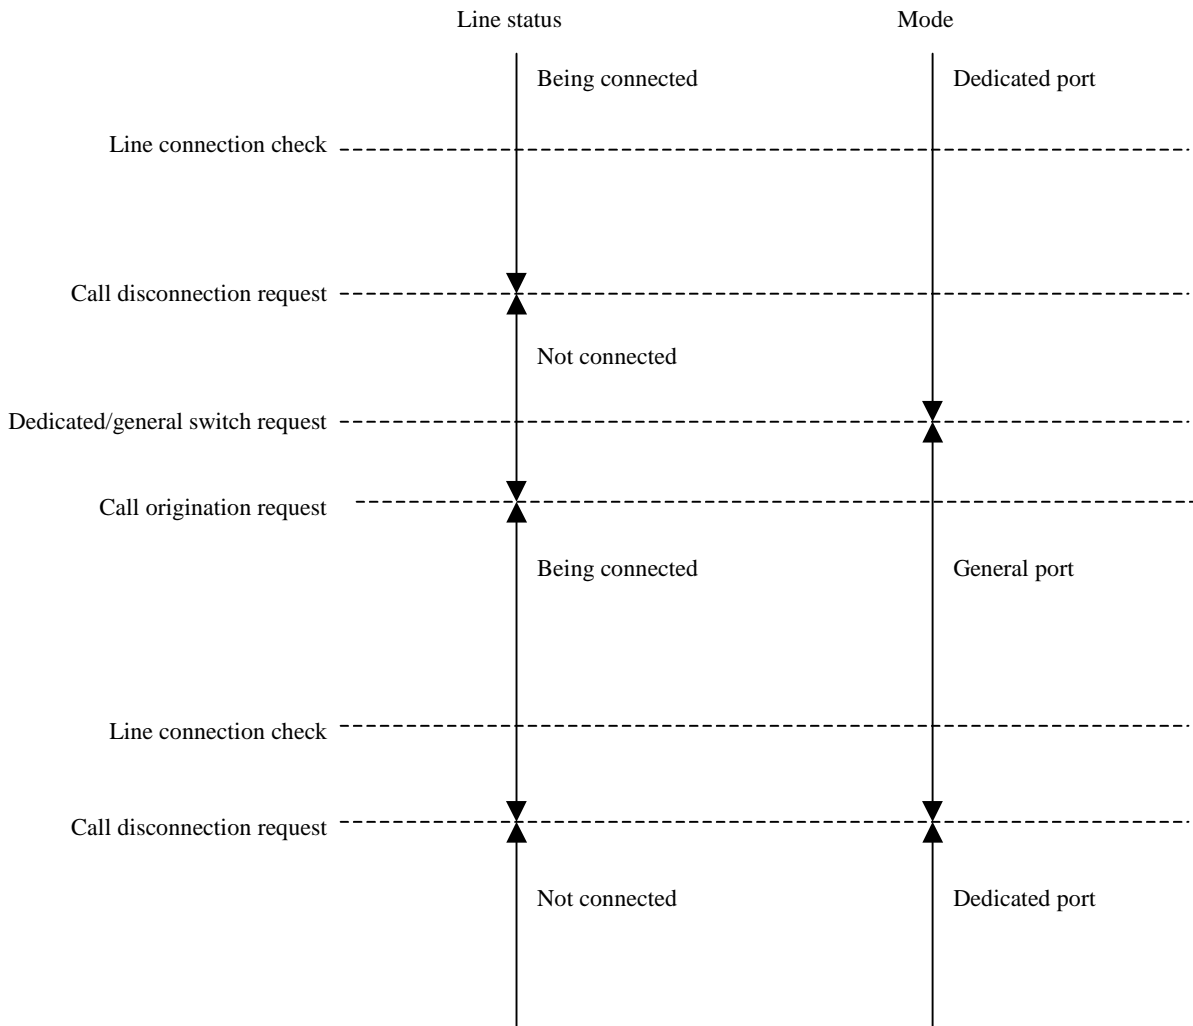 Line status
Mode
Being connected
Dedicated port
Line connection check
Call disconnection request
Not connected
Dedicated/general switch request
Call origination request
Being connected
General port
Line connection check
Call disconnection request
Not connected
Dedicated port